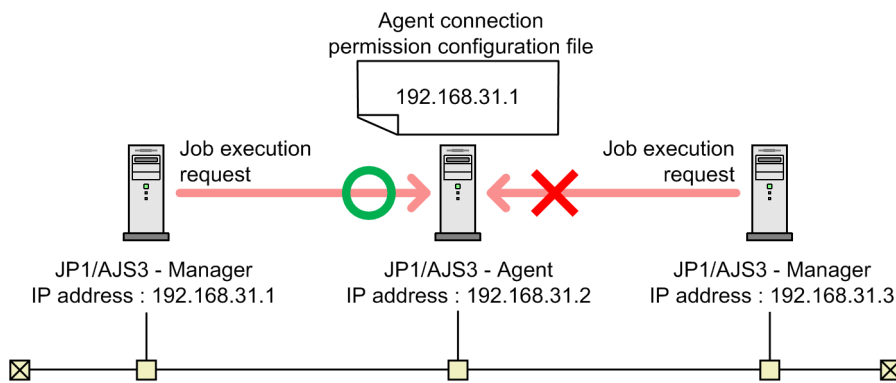 Agent connection
permission configuration file
192.168.31.1
Job execution
request
Job execution
request
JP1/AJS3 - Manager
IP address : 192.168.31.1
JP1/AJS3 - Agent
IP address : 192.168.31.2
JP1/AJS3 - Manager
IP address : 192.168.31.3